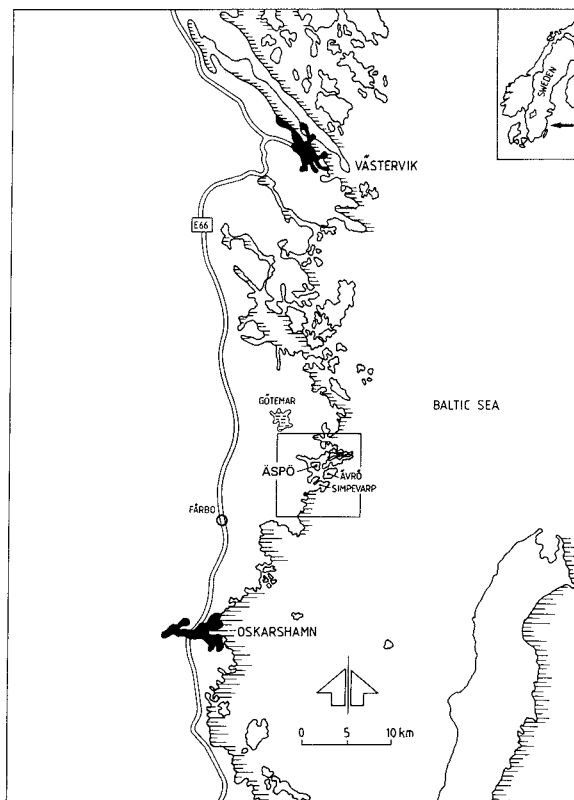 SWEDEN
VÄSTERVIK
E66
GÖTEMAR
BALTIC SEA
ÄSPÖ
ÄVRÖ
SIMPEVARP
FÅRBO
OSKARSHAMN
0 5 10 km